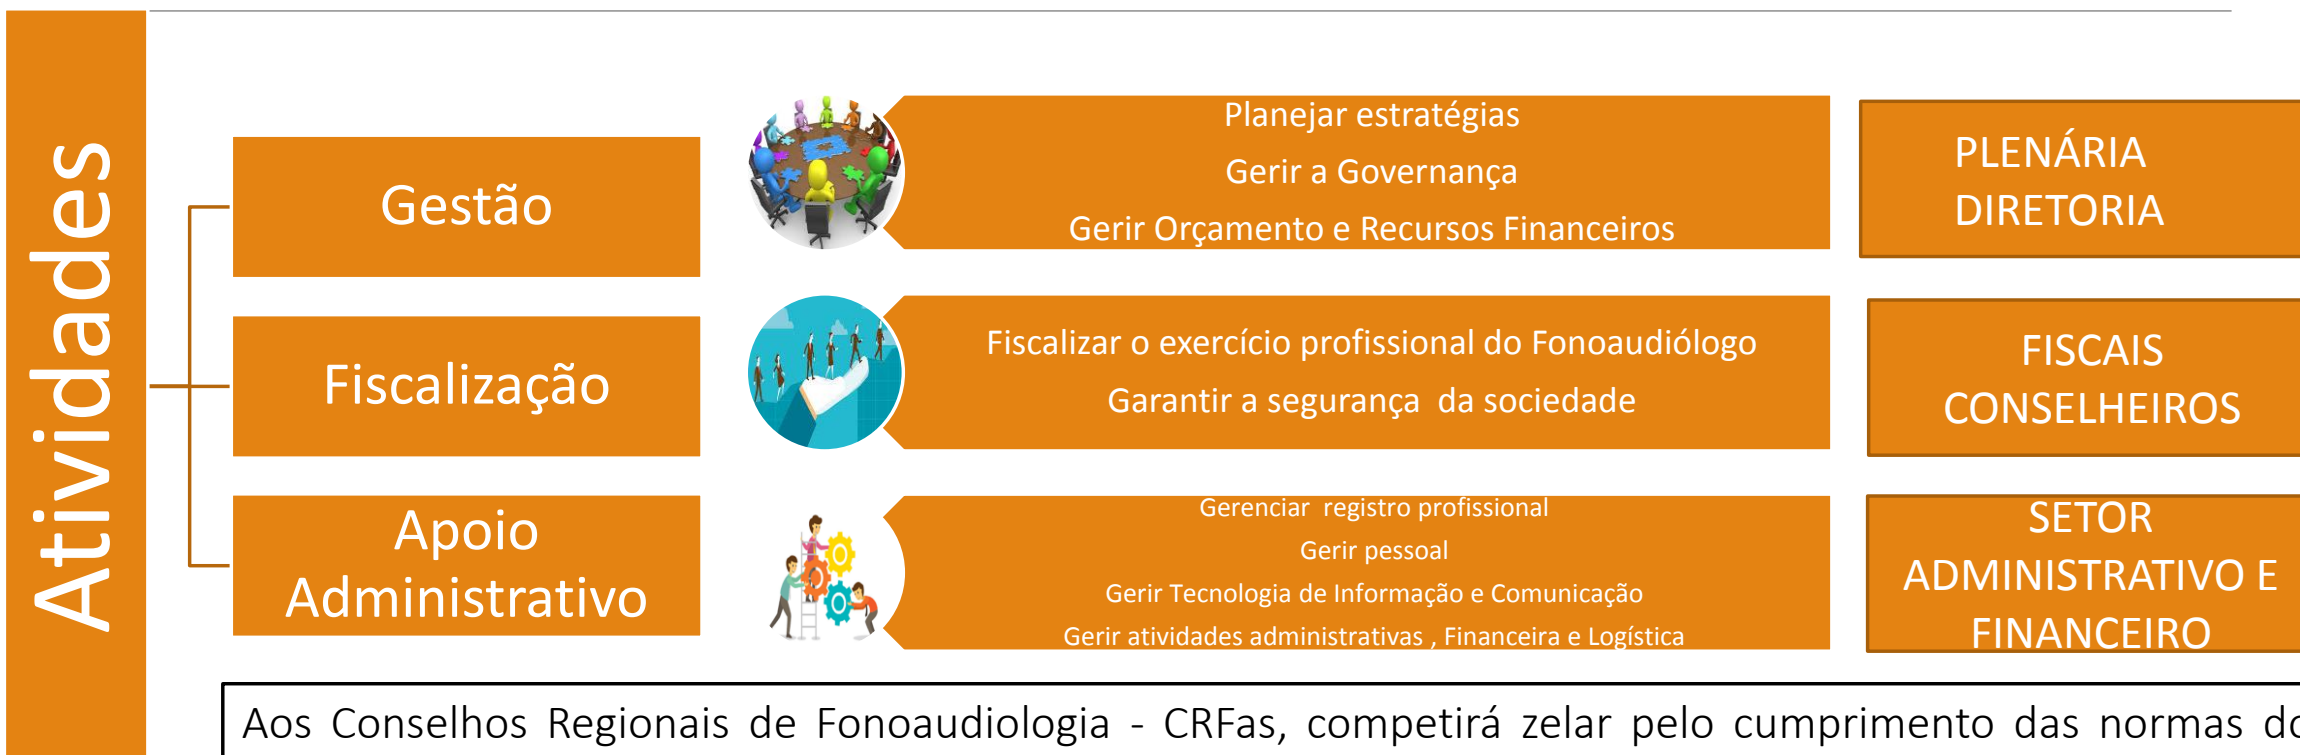 Atividades
Gestão
Planejar estratégias
Gerir a Governança
Gerir Orçamento e Recursos Financeiros
PLENÁRIA
DIRETORIA
Fiscalização
Fiscalizar o exercício profissional do Fonoaudiólogo
Garantir a segurança da sociedade
FISCAIS
CONSELHEIROS
Apoio
Administrativo
Gerenciar registro profissional
Gerir pessoal
Gerir Tecnologia de Informação e Comunicação
Gerir atividades administrativas , Financeira e Logística
SETOR
ADMINISTRATIVO E
FINANCEIRO
Aos Conselhos Regionais de Fonoaudiologia - CRFas, competirá zelar pelo cumprimento das normas do